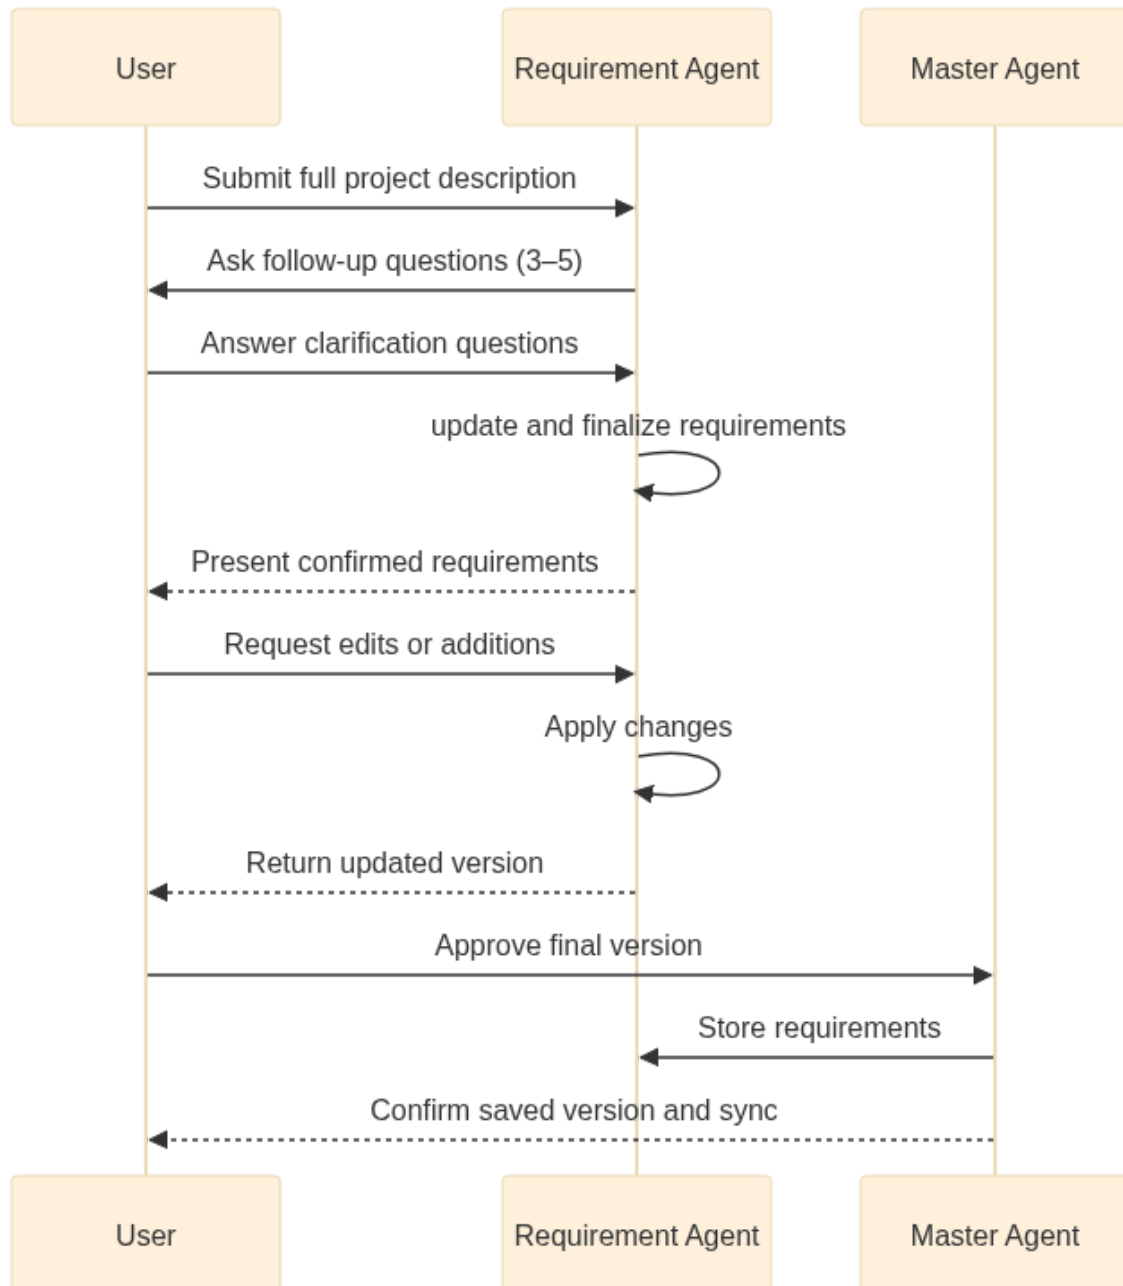 User
Requirement Agent
Master Agent
Submit full project description
Ask follow-up questions (3–5)
Answer clarification questions
update and finalize requirements
Present confirmed requirements
Request edits or additions
Apply changes
Return updated version
Approve final version
Store requirements
Confirm saved version and sync
User
Requirement Agent
Master Agent